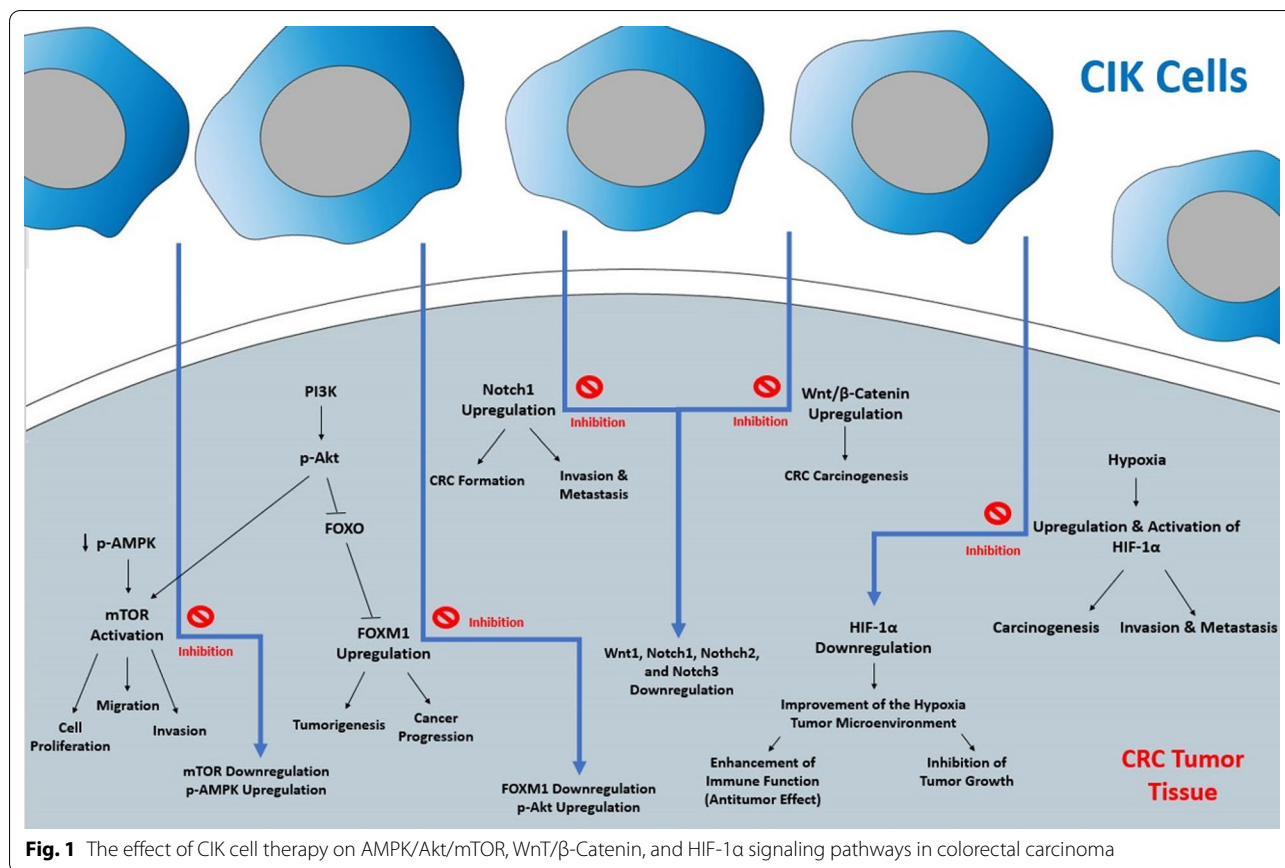 CIK Cells
PI3K
p-Akt
FOXO
↓ p-AMPK
mTOR
Activation
Cell
Proliferation
Migration
Invasion
Inhibition
mTOR Downregulation
p-AMPK Upregulation
FOXM1
Upregulation
Tumorigenesis
Cancer
Progression
Inhibition
FOXM1 Downregulation
p-Akt Upregulation
Notch1
Upregulation
CRC Formation
Invasion &
Metastasis
Inhibition
Inhibition
Wnt/β-Catenin
Upregulation
CRC Carcinogenesis
Wnt1, Notch1, Nothch2,
and Notch3
Downregulation
Hypoxia
Upregulation & Activation of
HIF-1α
Carcinogenesis
Invasion & Metastasis
Inhibition
HIF-1α
Downregulation
Improvement of the Hypoxia
Tumor Microenvironment
Enhancement of
Immune Function
(Antitumor Effect)
Inhibition of
Tumor Growth
CRC Tumor
Tissue
Fig. 1 The effect of CIK cell therapy on AMPK/Akt/mTOR, WnT/β-Catenin, and HIF-1α signaling pathways in colorectal carcinoma